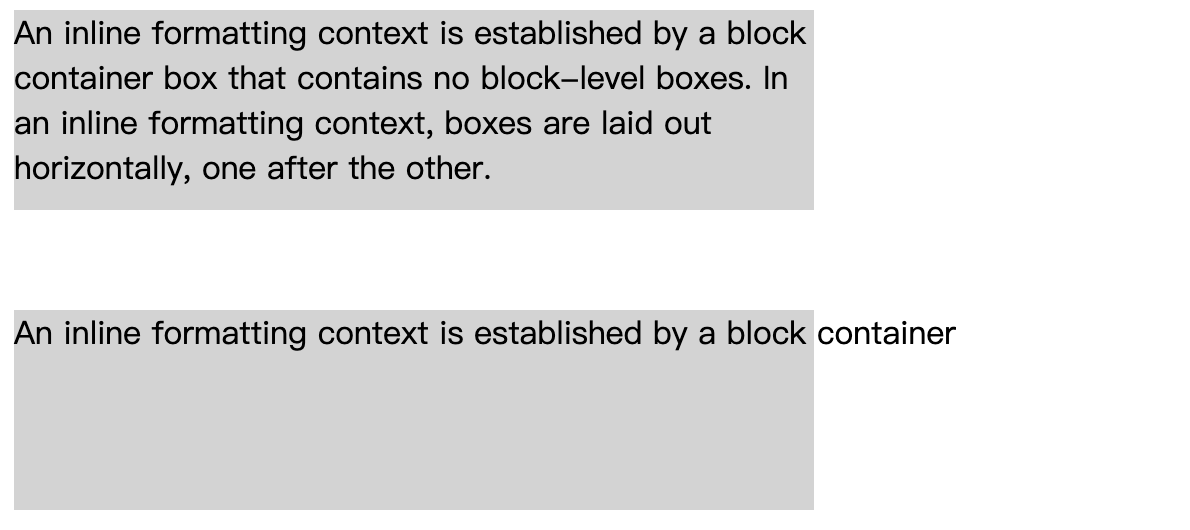 An inline formatting context is established by a block
container box that contains no block–level boxes. In
an inline formatting context, boxes are laid out
horizontally, one after the other.
An inline formatting context is established by a block container